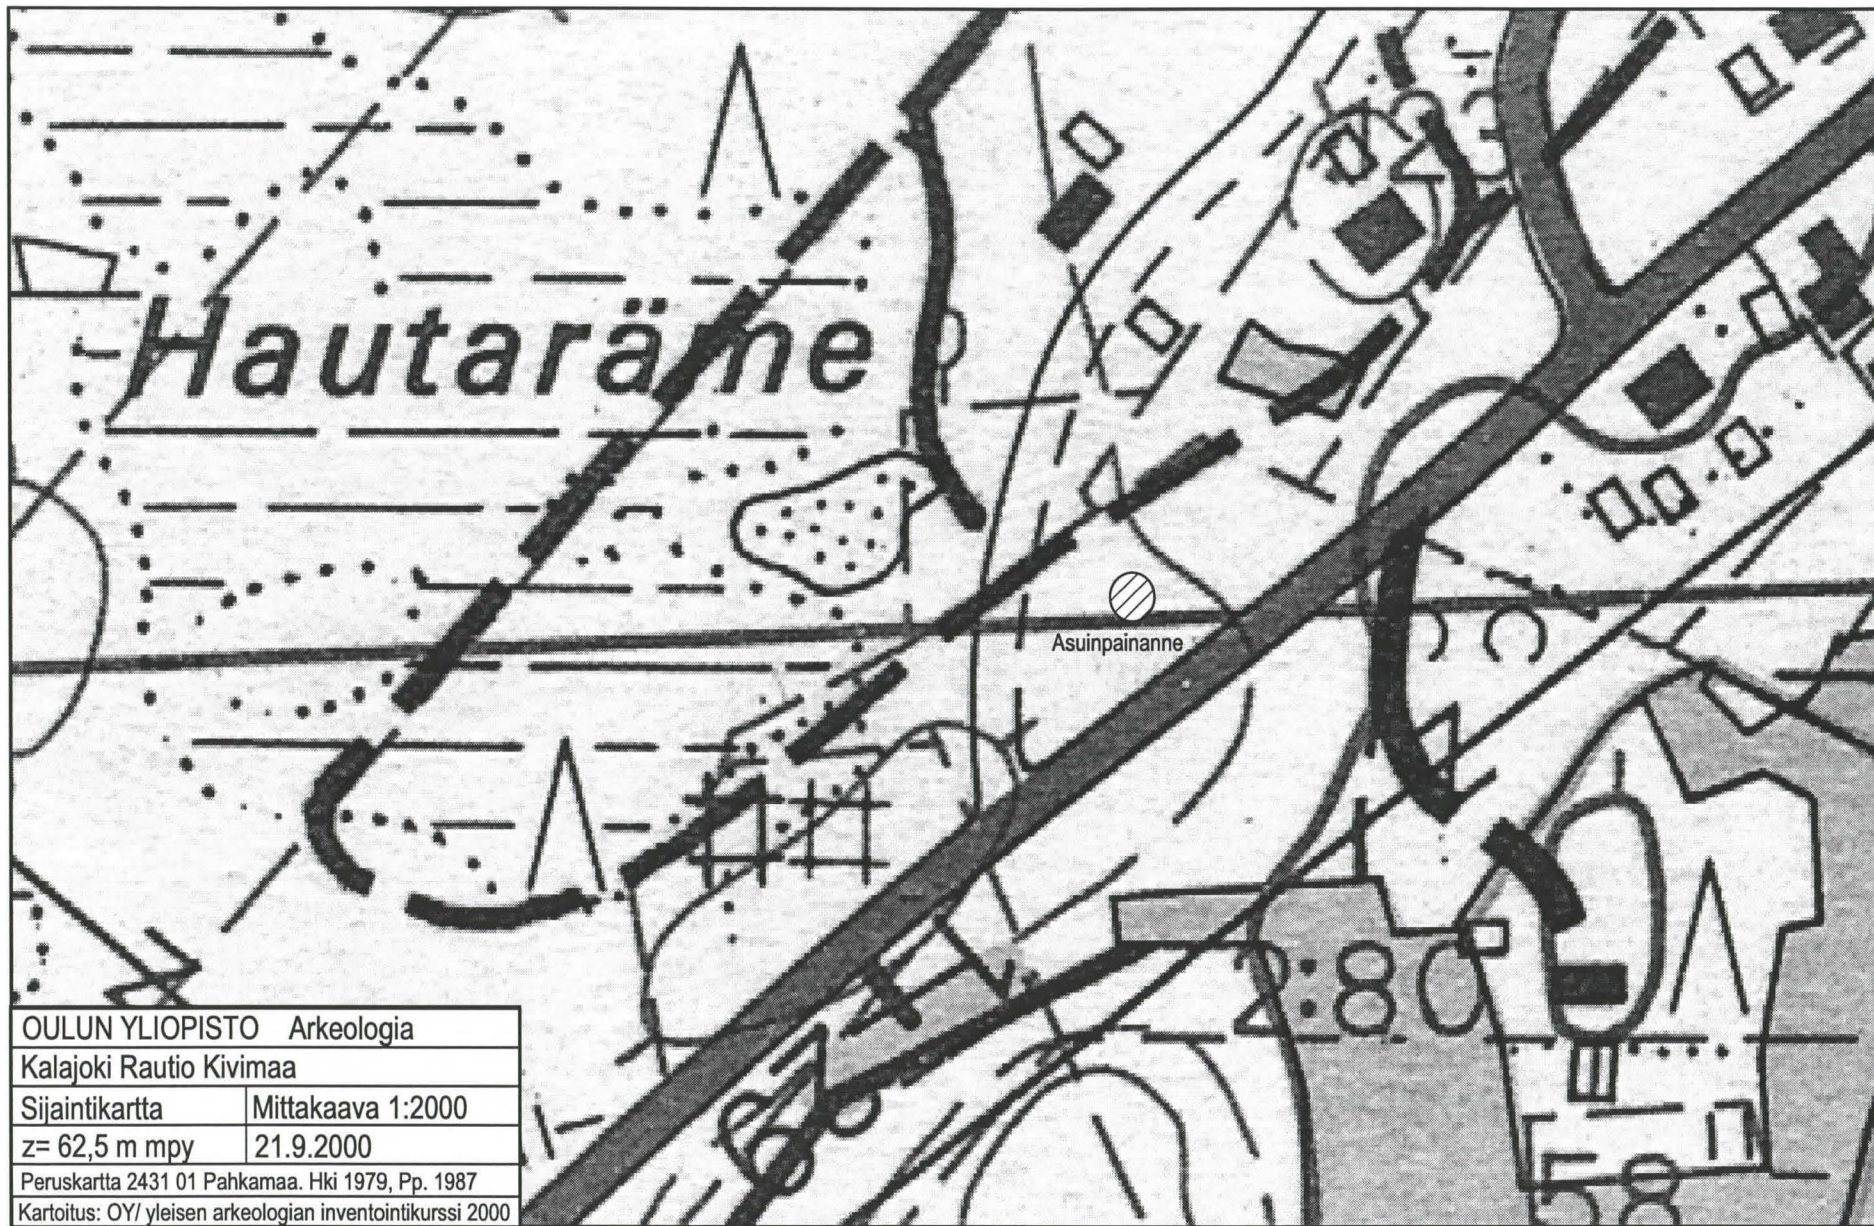 Hautaräme
Asuinpainanne
2:80
OULUN YLIOPISTO Arkeologia
Kalajoki Rautio Kivimaa
Sijaintikartta Mittakaava 1:2000
z= 62,5 m mpy 21.9.2000
Peruskartta 2431 01 Pahkamaa. Hki 1979, Pp. 1987
Kartoitus: OY/ yleisen arkeologian inventointikurssi 2000